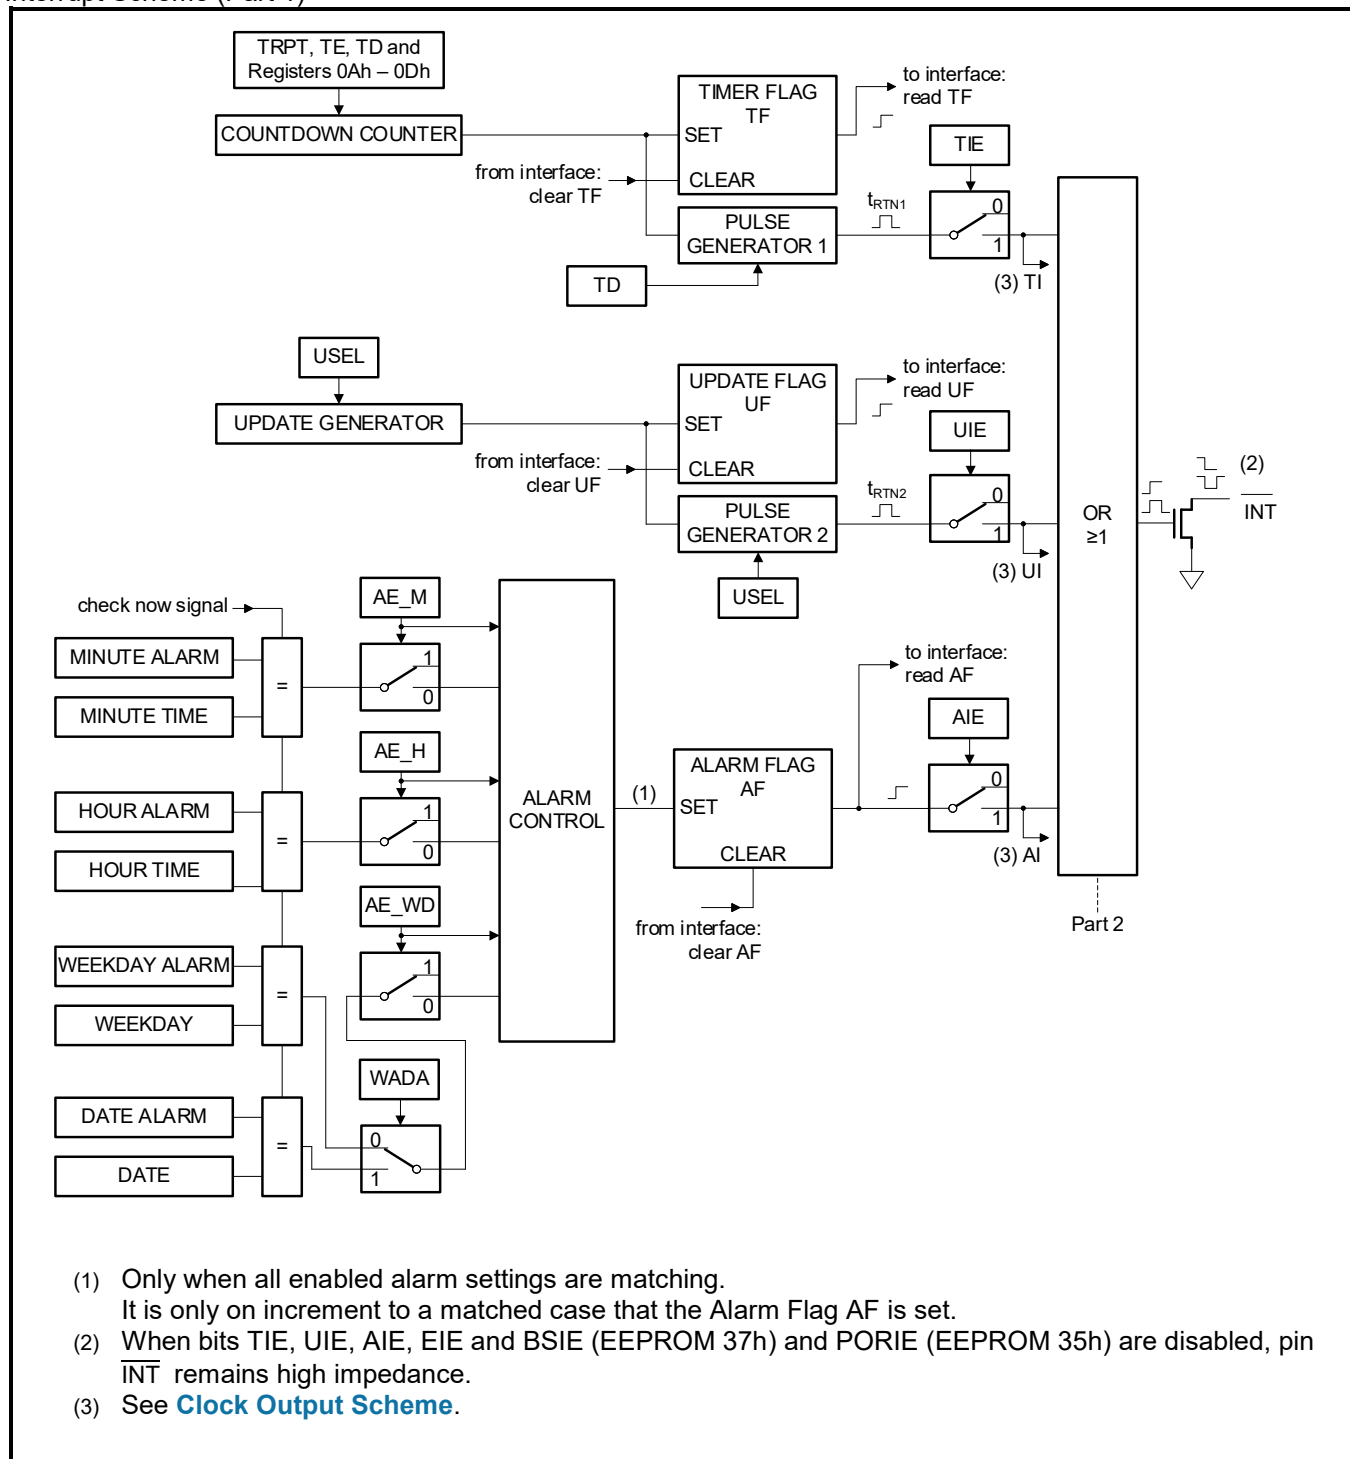 TRPT, TE, TD and
Registers 0Ah – 0Dh
COUNTDOWN COUNTER
from interface:
clear TF
TIMER FLAG
TF
SET
CLEAR
to interface:
read TF
PULSE
GENERATOR 1
TD
tRTN1
TIE
0
1
(3) TI
USEL
UPDATE GENERATOR
from interface:
clear UF
UPDATE FLAG
UF
SET
CLEAR
to interface:
read UF
PULSE
GENERATOR 2
USEL
tRTN2
UIE
0
1
(3) UI
OR
≥1
(2)
INT
Part 2
check now signal
MINUTE ALARM
MINUTE TIME
=
AE_M
1
0
HOUR ALARM
HOUR TIME
=
AE_H
1
0
WEEKDAY ALARM
WEEKDAY
=
AE_WD
1
0
DATE ALARM
DATE
=
WADA
0
1
ALARM
CONTROL
(1)
ALARM FLAG
AF
SET
CLEAR
from interface:
clear AF
to interface:
read AF
AIE
0
1
(3) AI
(1) Only when all enabled alarm settings are matching.
It is only on increment to a matched case that the Alarm Flag AF is set.
(2) When bits TIE, UIE, AIE, EIE and BSIE (EEPROM 37h) and PORIE (EEPROM 35h) are disabled, pin
INT remains high impedance.
(3) See Clock Output Scheme.